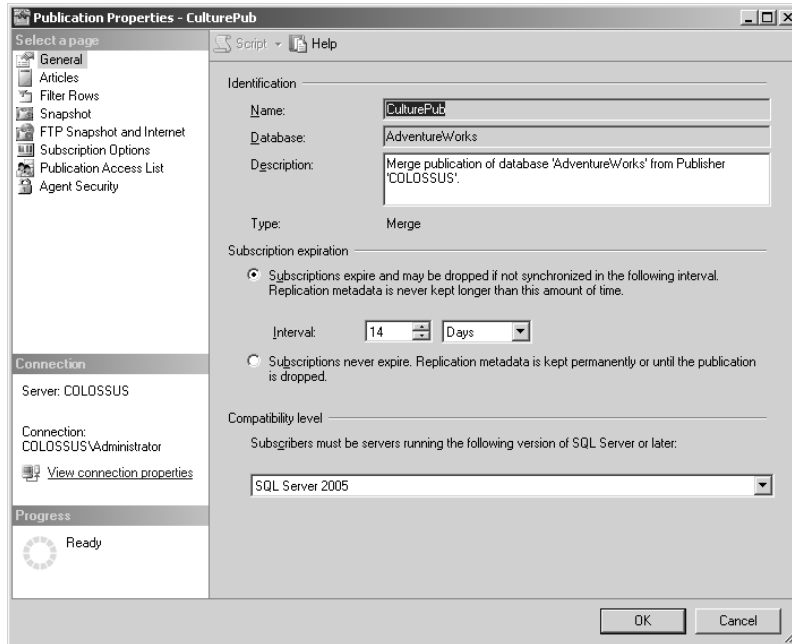 Publication Properties - CulturePub
Select a page
General
Articles
Filter Rows
Snapshot
FTP Snapshot and Internet
Subscription Options
Publication Access List
Agent Security
Connection
Server: COLOSSUS
Connection:
COLOSSUS\Administrator
View connection properties
Progress
Ready
Script
Help
Identification
Name: CulturePub
Database: AdventureWorks
Description: Merge publication of database 'AdventureWorks' from Publisher
'COLOSSUS'.
Type: Merge
Subscription expiration
Subscriptions expire and may be dropped if not synchronized in the following interval.
Replication metadata is never kept longer than this amount of time.
Interval: 14 Days
Subscriptions never expire. Replication metadata is kept permanently or until the publication
is dropped.
Compatibility level
Subscribers must be servers running the following version of SQL Server or later:
SQL Server 2005
OK Cancel